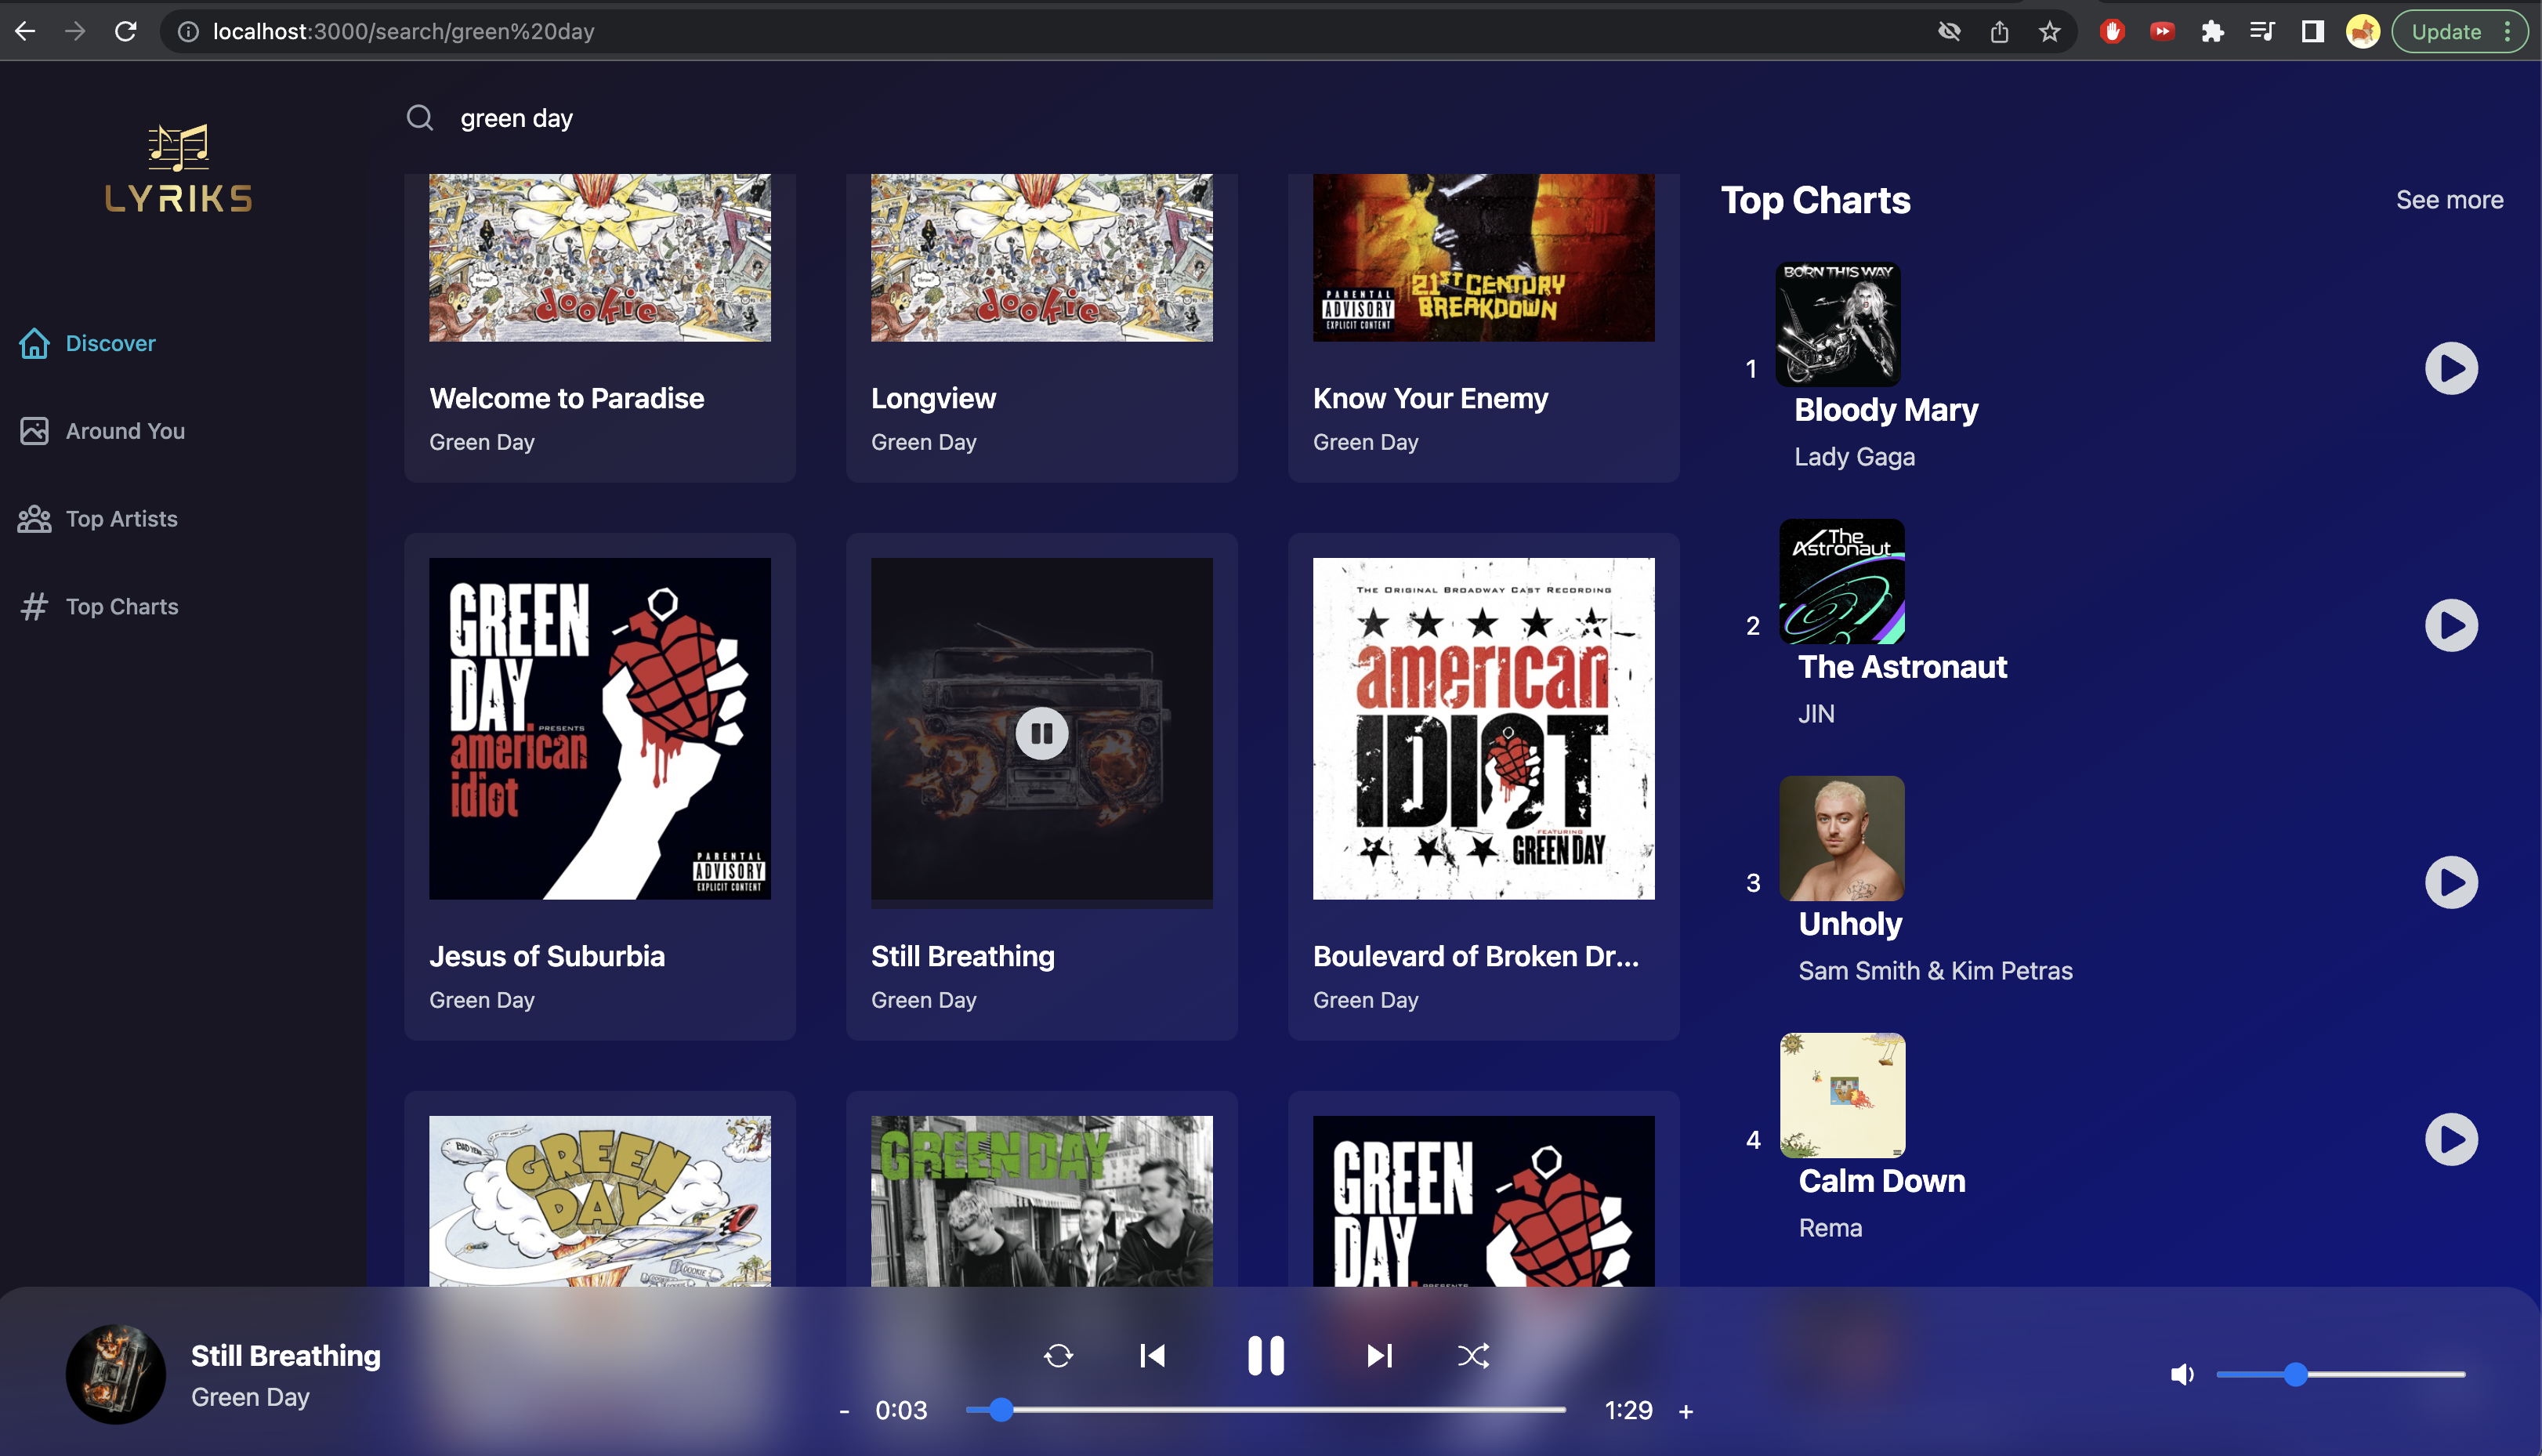 localhost:3000/search/green%20day
Update
LYRIKS
green day
Discover
Around You
Top Artists
Top Charts
dookie
Welcome to Paradise
Green Day
dookie
Longview
Green Day
PARENTAL
ADVISORY
EXPLICIT CONTENT
21ST CENTURY
BREAKDOWN
Know Your Enemy
Green Day
GREEN
DAY.
PRESENTS
american
idiot
PARENTAL
ADVISORY
EXPLICIT CONTENT
Jesus of Suburbia
Green Day
Still Breathing
Green Day
THE ORIGINAL BROADWAY CAST RECORDING
american
IDIOT
FEATURING
GREEN DAY
Boulevard of Broken Dr...
Green Day
GREEN
DAY
GREEN DAY
GREEN
DAY.
PRESENTS
Top Charts
See more
1
BORN THIS WAY
Bloody Mary
Lady Gaga
2
The
Astronaut
The Astronaut
JIN
3
Unholy
Sam Smith & Kim Petras
4
Calm Down
Rema
Still Breathing
Green Day
- 0:03
1:29 +